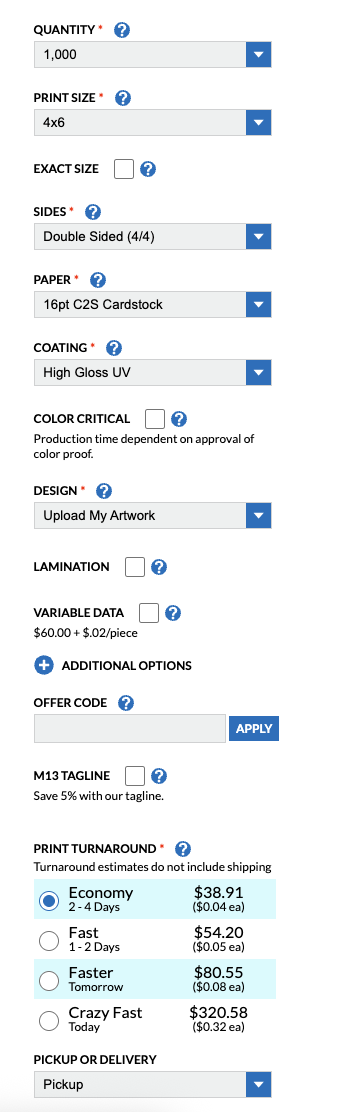 QUANTITY * ?
1,000
PRINT SIZE * ?
4x6
EXACT SIZE ?
SIDES * ?
Double Sided (4/4)
PAPER * ?
16pt C2S Cardstock
COATING * ?
High Gloss UV
COLOR CRITICAL ?
Production time dependent on approval of
color proof.
DESIGN * ?
Upload My Artwork
LAMINATION ?
VARIABLE DATA ?
$60.00 + $.02/piece
+ ADDITIONAL OPTIONS
OFFER CODE ?
APPLY
M13 TAGLINE ?
Save 5% with our tagline.
PRINT TURNAROUND * ?
Turnaround estimates do not include shipping
Economy $38.91
2 - 4 Days ($0.04 ea)
Fast $54.20
1 - 2 Days ($0.05 ea)
Faster $80.55
Tomorrow ($0.08 ea)
Crazy Fast $320.58
Today ($0.32 ea)
PICKUP OR DELIVERY
Pickup